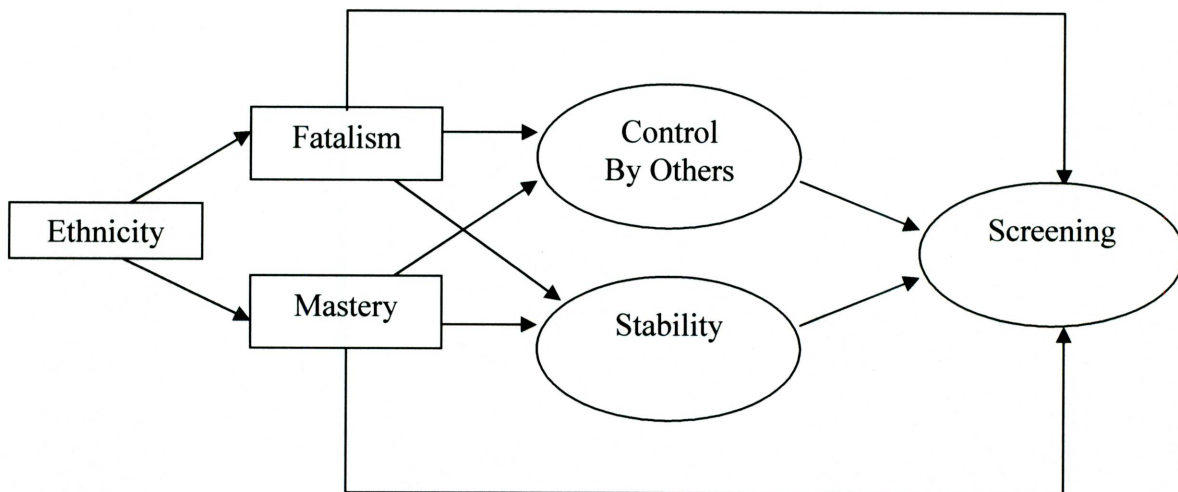 Fatalism
Control
By Others
Ethnicity
Screening
Mastery
Stability